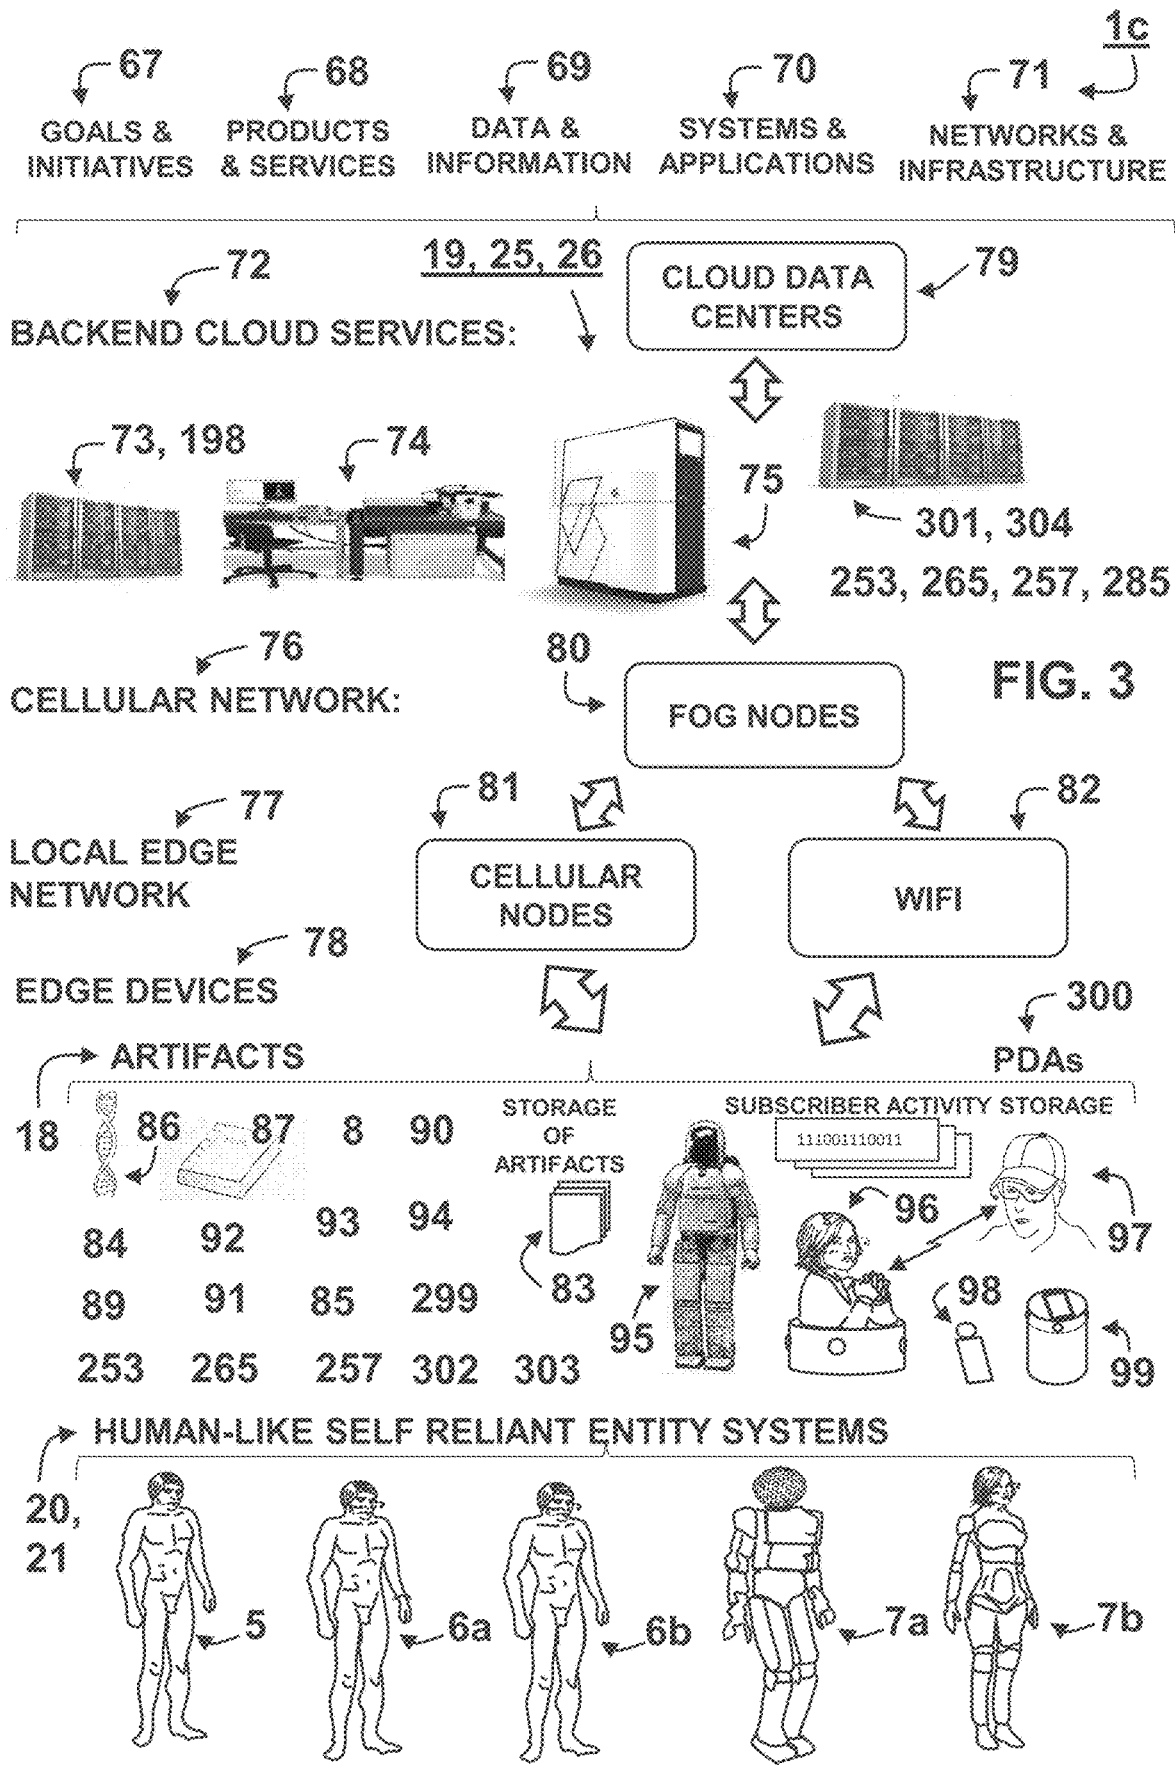 1c
67
68
69
70
71
GOALS &
INITIATIVES
PRODUCTS
& SERVICES
DATA &
INFORMATION
SYSTEMS &
APPLICATIONS
NETWORKS &
INFRASTRUCTURE
72
19, 25, 26
CLOUD DATA
CENTERS
79
BACKEND CLOUD SERVICES:
73, 198
74
75
301, 304
253, 265, 257, 285
76
80
FIG. 3
CELLULAR NETWORK:
FOG NODES
77
81
82
LOCAL EDGE
NETWORK
CELLULAR
NODES
WIFI
78
EDGE DEVICES
300
ARTIFACTS
PDAs
18
86
87
8
90
STORAGE
OF
ARTIFACTS
SUBSCRIBER ACTIVITY STORAGE
111001110011
84
92
93
94
96
97
89
91
85
299
83
95
98
99
253
265
257
302
303
HUMAN-LIKE SELF RELIANT ENTITY SYSTEMS
20,
21
5
6a
6b
7a
7b